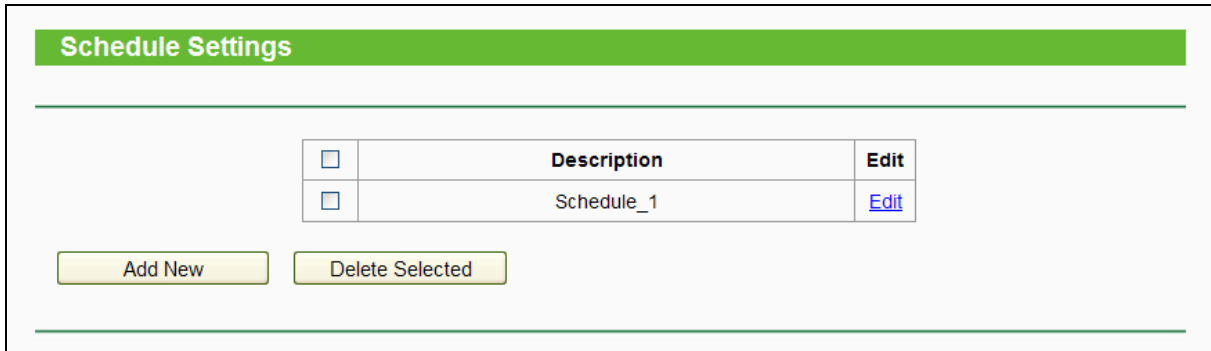 Schedule Settings
Description Edit
Schedule_1 Edit
Add New Delete Selected